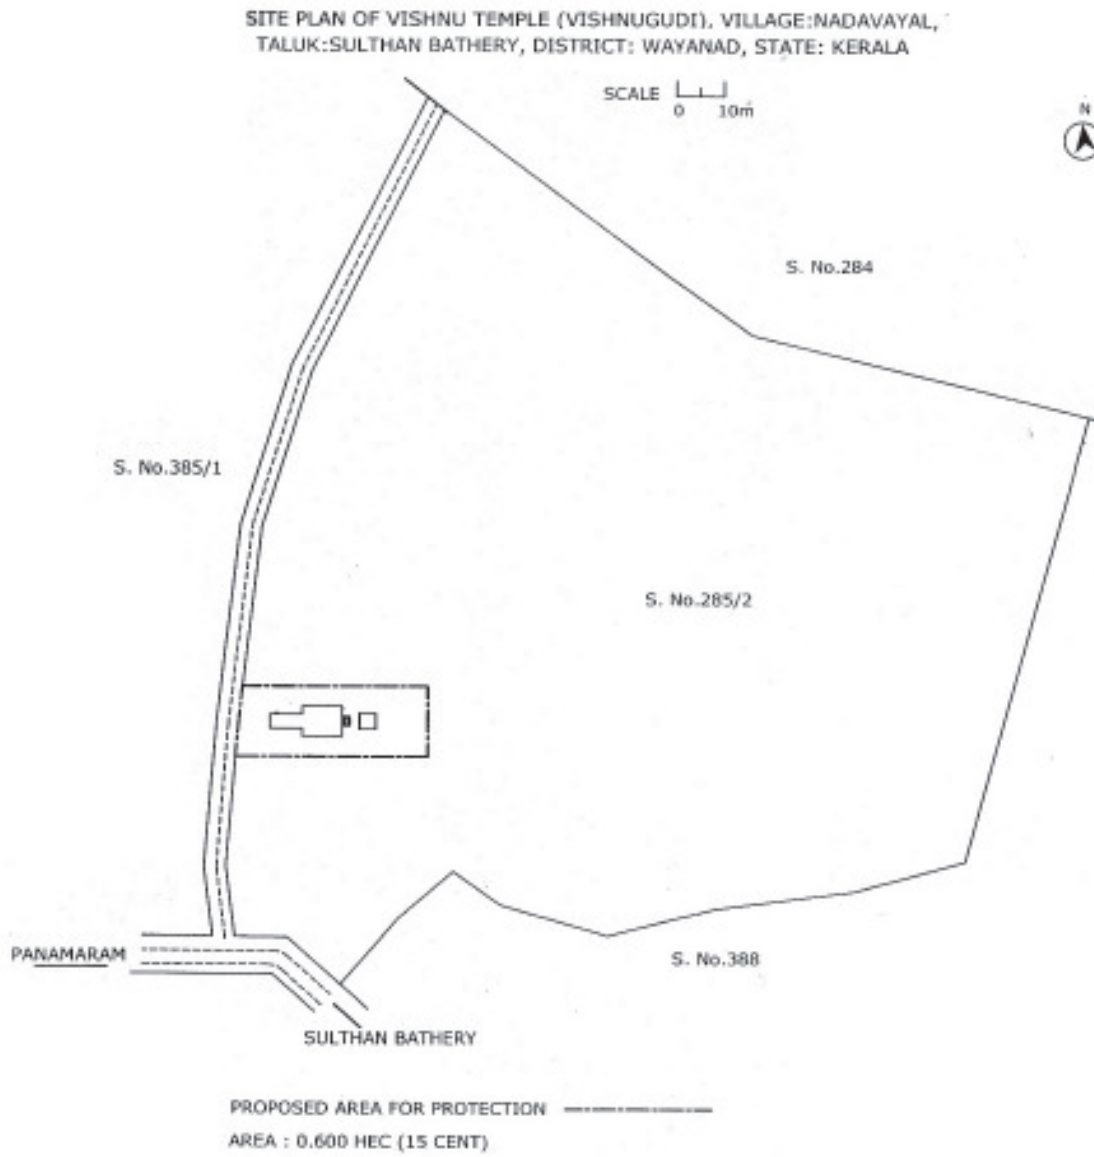 SITE PLAN OF VISHNU TEMPLE (VISHNUGUDI), VILLAGE:NADAVAYAL,
TALUK:SULTHAN BATHERY, DISTRICT: WAYANAD, STATE: KERALA
SCALE
0 10m
N
S. No.284
S. No.385/1
S. No.285/2
PANAMARAM
S. No.388
SULTHAN BATHERY
PROPOSED AREA FOR PROTECTION
AREA : 0.600 HEC (15 CENT)